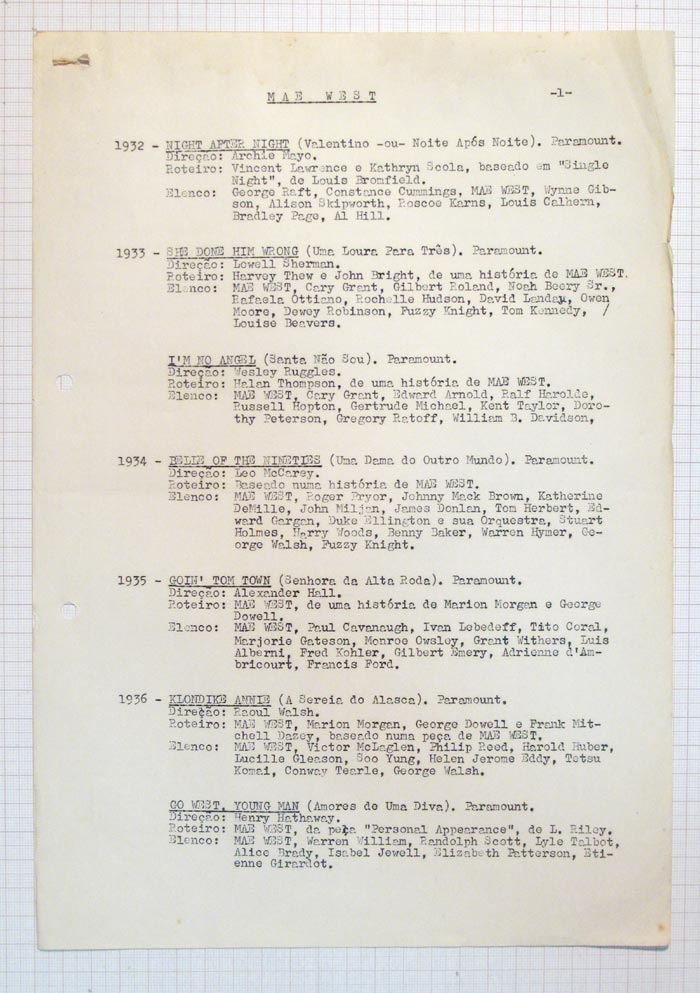 MAE WEST -1-
1932 - NIGHT AFTER NIGHT (Valentino -ou- Noite Após Noite). Paramount.
Direção: Archie Mayo.
Roteiro: Vincent Lawrence e Kathryn Scola, baseado em "Single
Night", de Louis Bromfield.
Elenco: George Raft, Constance Cummings, MAE WEST, Wynne Gib-
son, Alison Skipworth, Roscoe Karns, Louis Calhern,
Bradley Page, Al Hill.
1933 - SHE DONE HIM WRONG (Uma Loura Para Três). Paramount.
Direção: Lowell Sherman.
Roteiro: Harvey Thew e John Bright, de uma história de MAE WEST.
Elenco: MAE WEST, Cary Grant, Gilbert Roland, Noah Beery Sr.,
Rafaela Ottiano, Rochelle Hudson, David Landau, Owen
Moore, Dewey Robinson, Fuzzy Knight, Tom Kennedy, /
Louise Beavers.
I'M NO ANGEL (Santa Não Sou). Paramount.
Direção: Wesley Ruggles.
Roteiro: Halan Thompson, de uma história de MAE WEST.
Elenco: MAE WEST, Cary Grant, Edward Arnold, Ralf Harolde,
Russell Hopton, Gertrude Michael, Kent Taylor, Doro-
thy Peterson, Gregory Ratoff, William B. Davidson,
1934 - BELLE OF THE NINETIES (Uma Dama do Outro Mundo). Paramount.
Direção: Leo McCarey.
Roteiro: Baseado numa história de MAE WEST.
Elenco: MAE WEST, Roger Pryor, Johnny Mack Brown, Katherine
DeMille, John Miljan, James Donlan, Tom Herbert, Ed-
ward Gargan, Duke Ellington e sua Orquestra, Stuart
Holmes, Harry Woods, Benny Baker, Warren Hymer, Ge-
orge Walsh, Fuzzy Knight.
1935 - GOIN' TOM TOWN (Senhora da Alta Roda). Paramount.
Direção: Alexander Hall.
Roteiro: MAE WEST, de uma história de Marion Morgan e George
Dowell.
Elenco: MAE WEST, Paul Cavanaugh, Ivan Lebedeff, Tito Coral,
Marjorie Gateson, Monroe Owsley, Grant Withers, Luis
Alberni, Fred Kohler, Gilbert Emery, Adrienne d'Am-
bricourt, Francis Ford.
1936 - KLONDIKE ANNIE (A Sereia do Alasca). Paramount.
Direção: Raoul Walsh.
Roteiro: MAE WEST, Marion Morgan, George Dowell e Frank Mit-
chell Dazey, baseado numa peça de MAE WEST.
Elenco: MAE WEST, Victor McLaglen, Philip Reed, Harold Huber,
Lucille Gleason, Soo Yung, Helen Jerome Eddy, Tetsu
Komai, Conway Tearle, George Walsh.
GO WEST, YOUNG MAN (Amores de Uma Diva). Paramount.
Direção: Henry Hathaway.
Roteiro: MAE WEST, da peça "Personal Appearance", de L. Riley.
Elenco: MAE WEST, Warren William, Randolph Scott, Lyle Talbot,
Alice Brady, Isabel Jewell, Elizabeth Patterson, Eti-
enne Girardot.